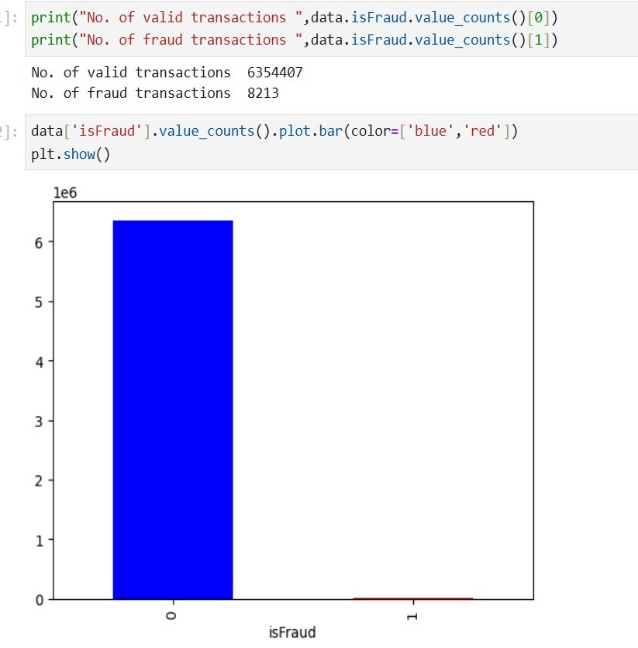 ]: print("No. of valid transactions ",data.isFraud.value_counts()[0])
print("No. of fraud transactions ",data.isFraud.value_counts()[1])
No. of valid transactions  6354407
No. of fraud transactions  8213
2]: data['isFraud'].value_counts().plot.bar(color=['blue','red'])
plt.show()
1e6
6
5
4
3
2
1
0
0 1
isFraud